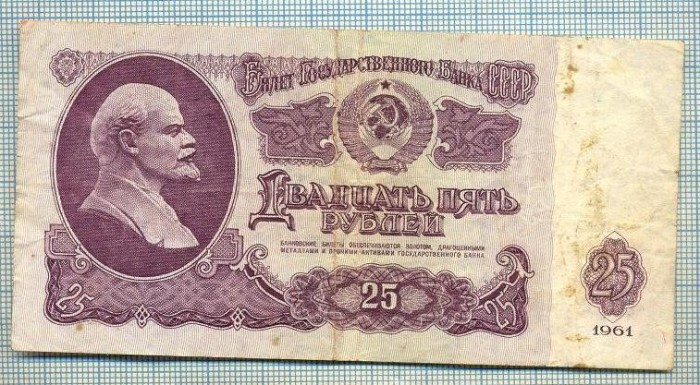 Билет Государственного Банка СССР
Двадцать пять
рублей
БАНКОВСКИЕ БИЛЕТЫ ОБЕСПЕЧИВАЮТСЯ ЗОЛОТОМ, ДРАГОЦЕННЫМИ
МЕТАЛЛАМИ И ПРОЧИМИ АКТИВАМИ ГОСУДАРСТВЕННОГО БАНКА
25
25
25
25
1961